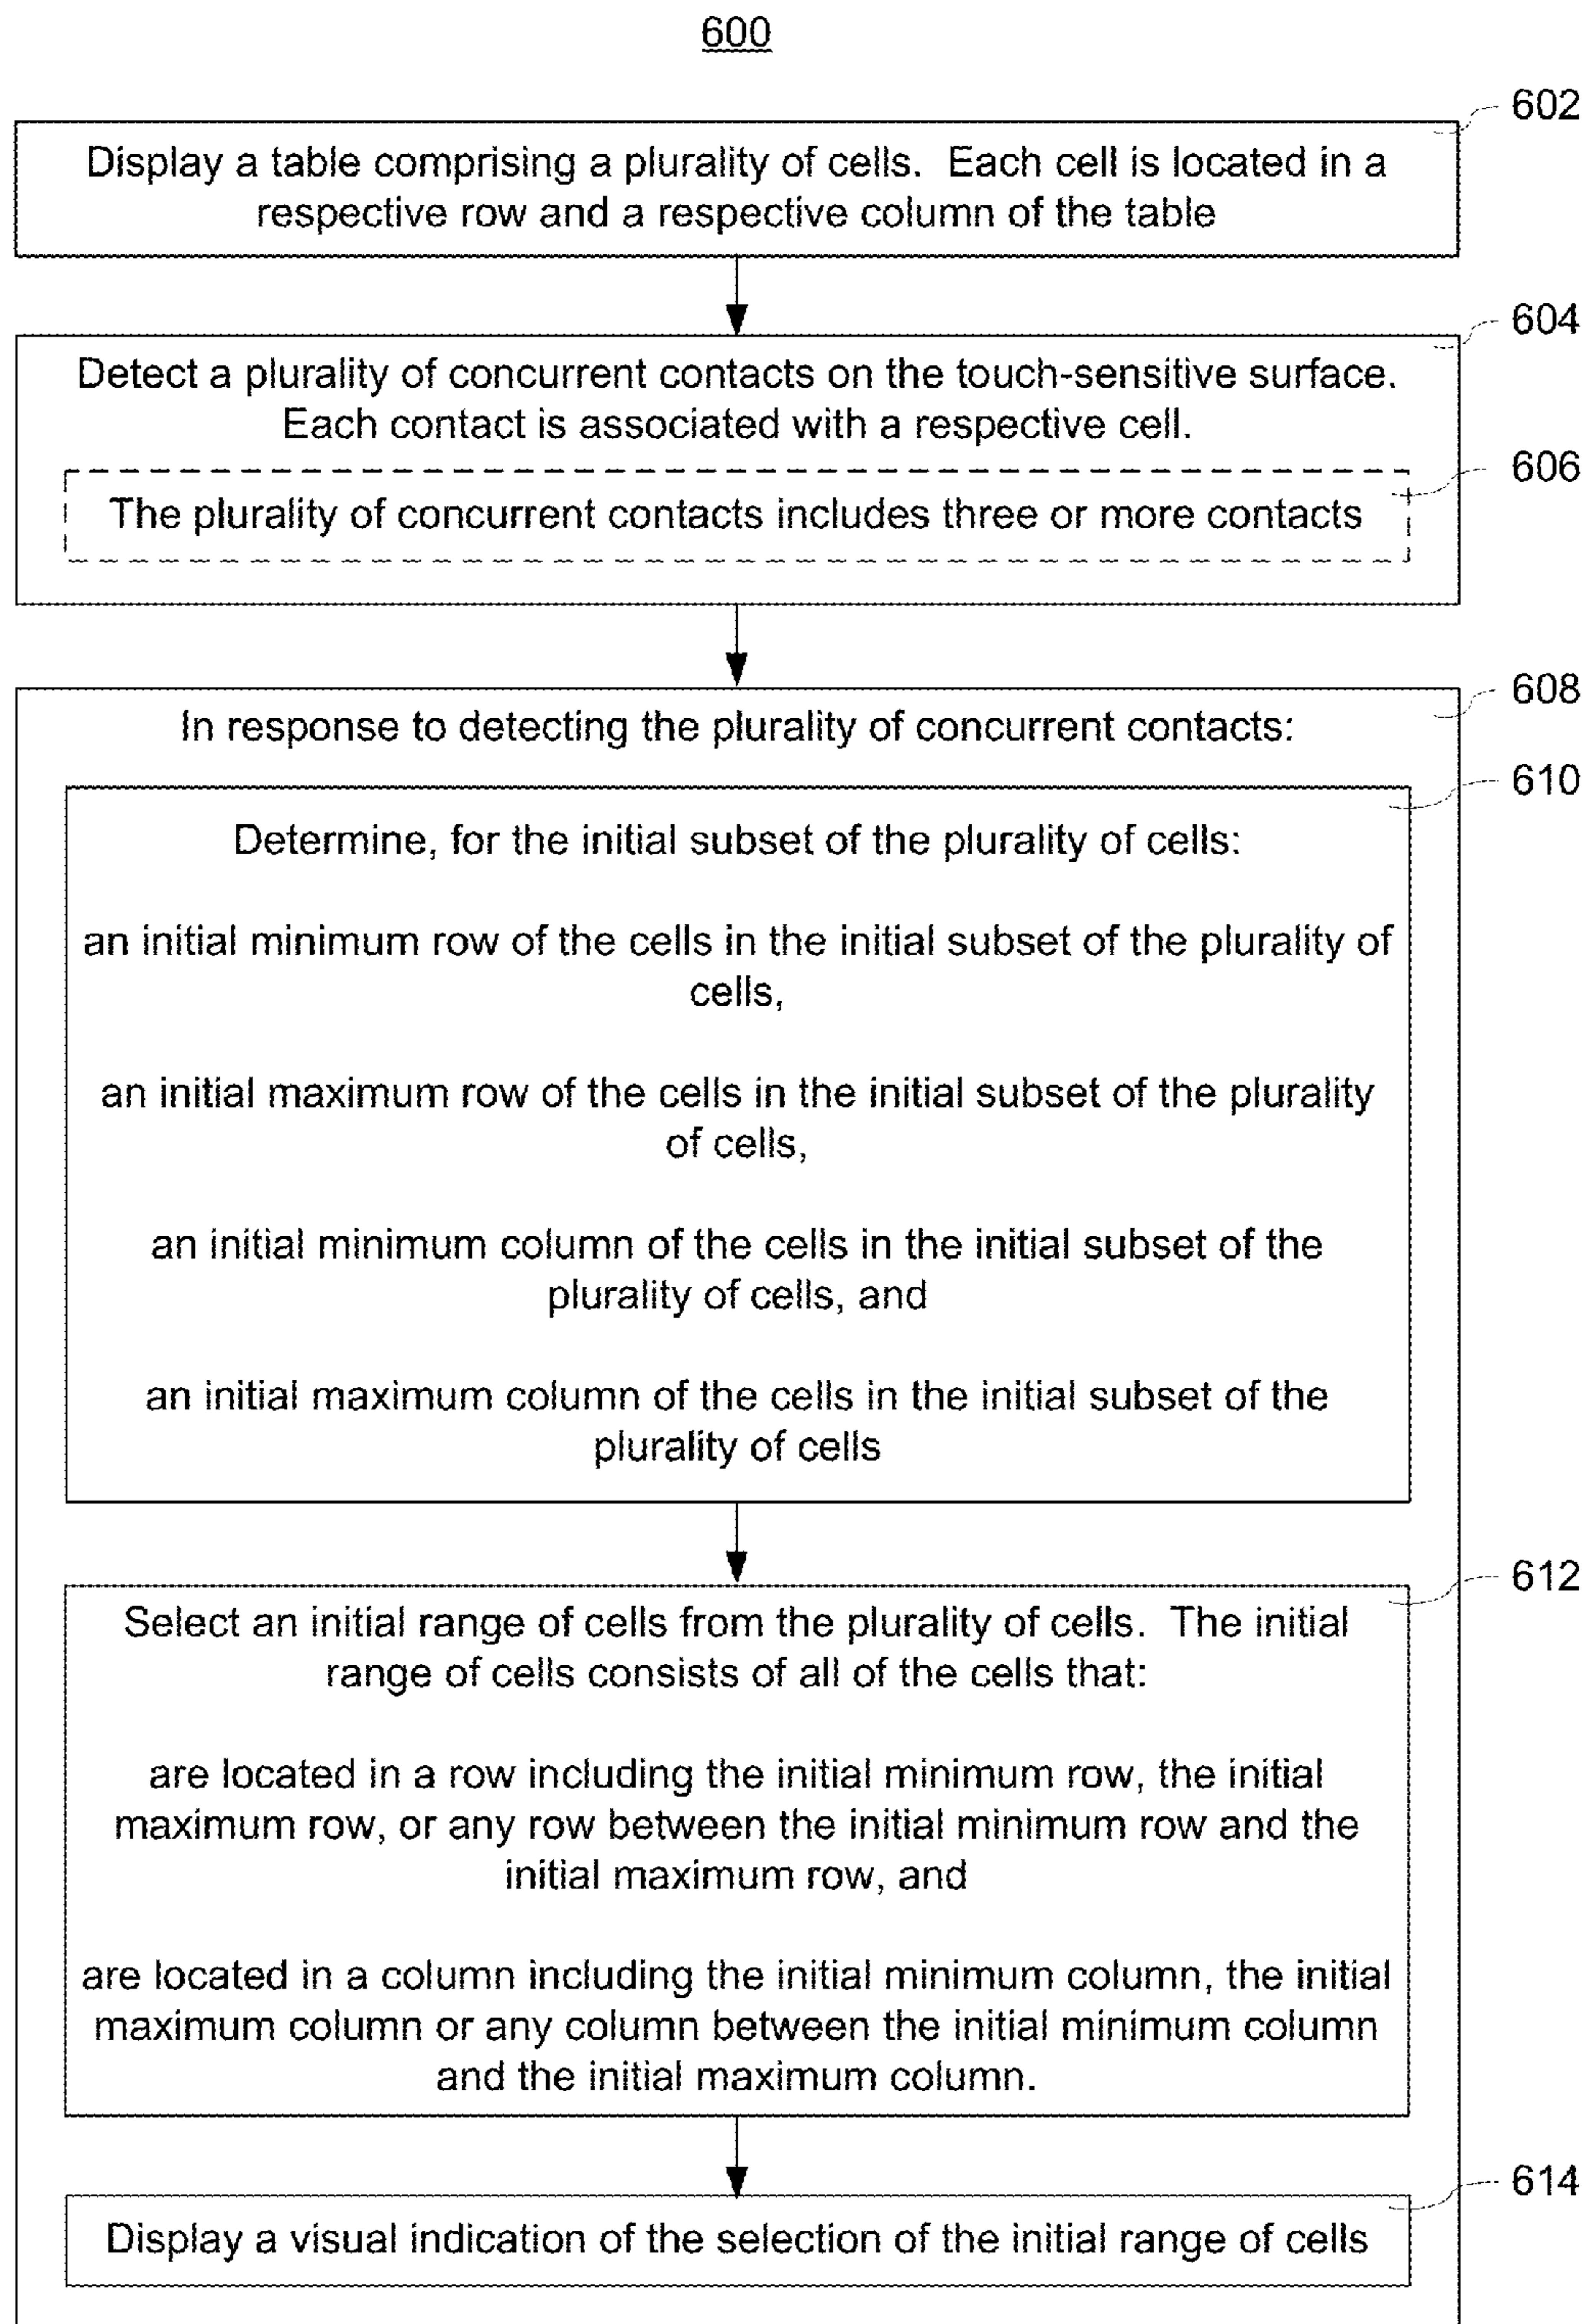 600
602
Display a table comprising a plurality of cells. Each cell is located in a
respective row and a respective column of the table
604
Detect a plurality of concurrent contacts on the touch-sensitive surface.
Each contact is associated with a respective cell.
606
The plurality of concurrent contacts includes three or more contacts
608
In response to detecting the plurality of concurrent contacts:
610
Determine, for the initial subset of the plurality of cells:
an initial minimum row of the cells in the initial subset of the plurality of
cells,
an initial maximum row of the cells in the initial subset of the plurality
of cells,
an initial minimum column of the cells in the initial subset of the
plurality of cells, and
an initial maximum column of the cells in the initial subset of the
plurality of cells
612
Select an initial range of cells from the plurality of cells. The initial
range of cells consists of all of the cells that:
are located in a row including the initial minimum row, the initial
maximum row, or any row between the initial minimum row and the
initial maximum row, and
are located in a column including the initial minimum column, the initial
maximum column or any column between the initial minimum column
and the initial maximum column.
614
Display a visual indication of the selection of the initial range of cells